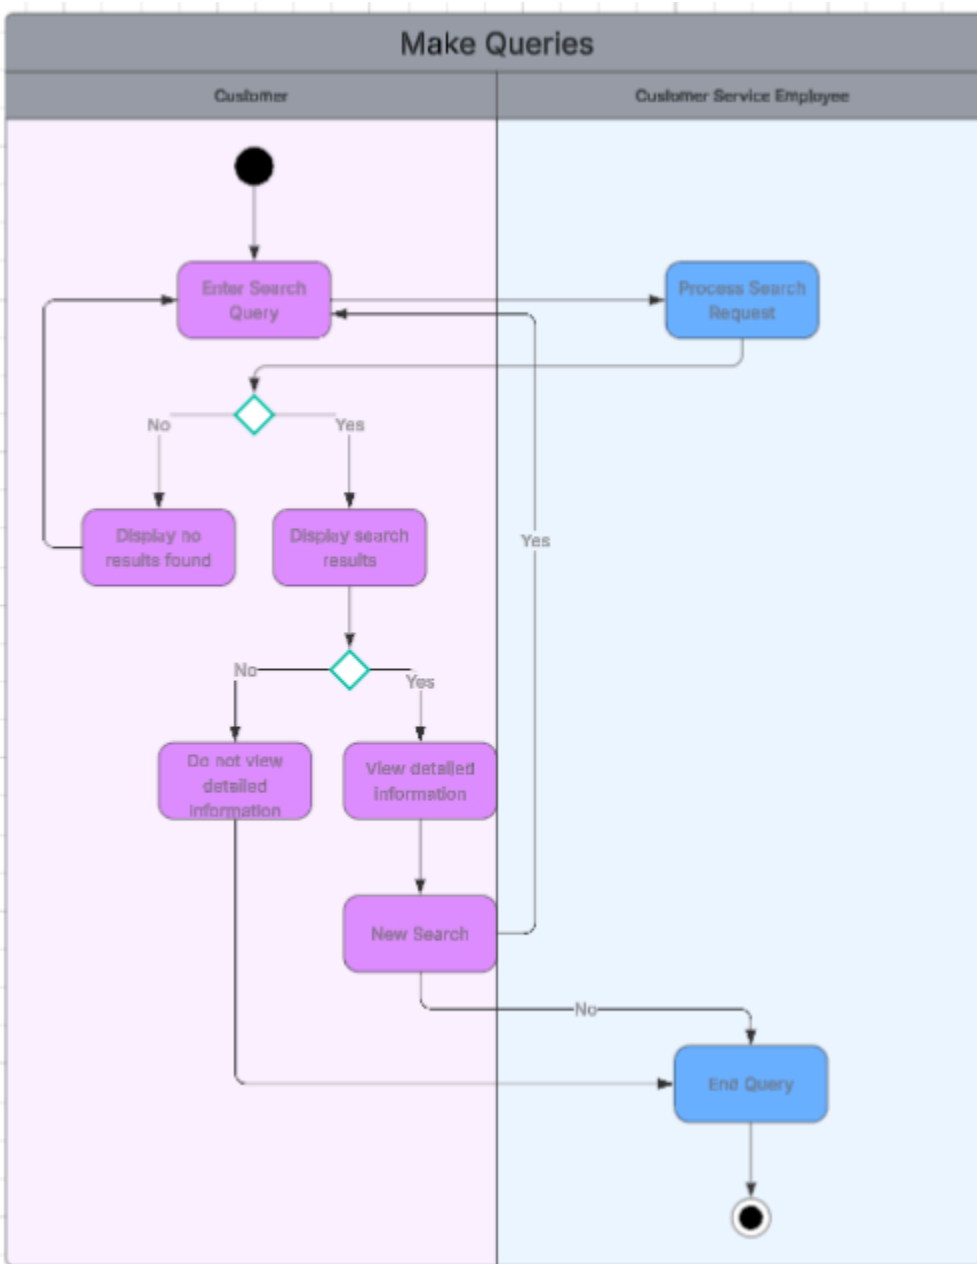 Make Queries
Customer
Customer Service Employee
Enter Search
Query
Process Search
Request
No
Yes
Display no
results found
Display search
results
Yes
No
Yes
Do not view
detailed
information
View detailed
information
New Search
No
End Query